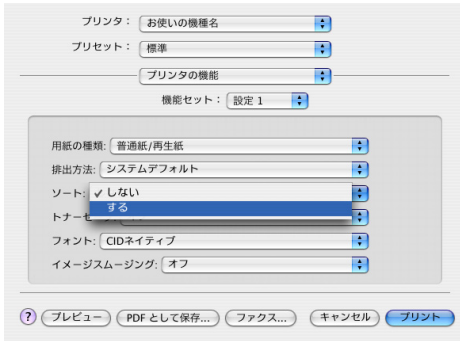 プリンタ： お使いの機種名
プリセット： 標準
プリンタの機能
機能セット： 設定 1
用紙の種類: 普通紙/再生紙
排出方法: システムデフォルト
ソート: ✓ しない
する
トナーセ
フォント: CIDネイティブ
イメージスムージング: オフ
? プレビュー PDF として保存... ファクス... キャンセル プリント